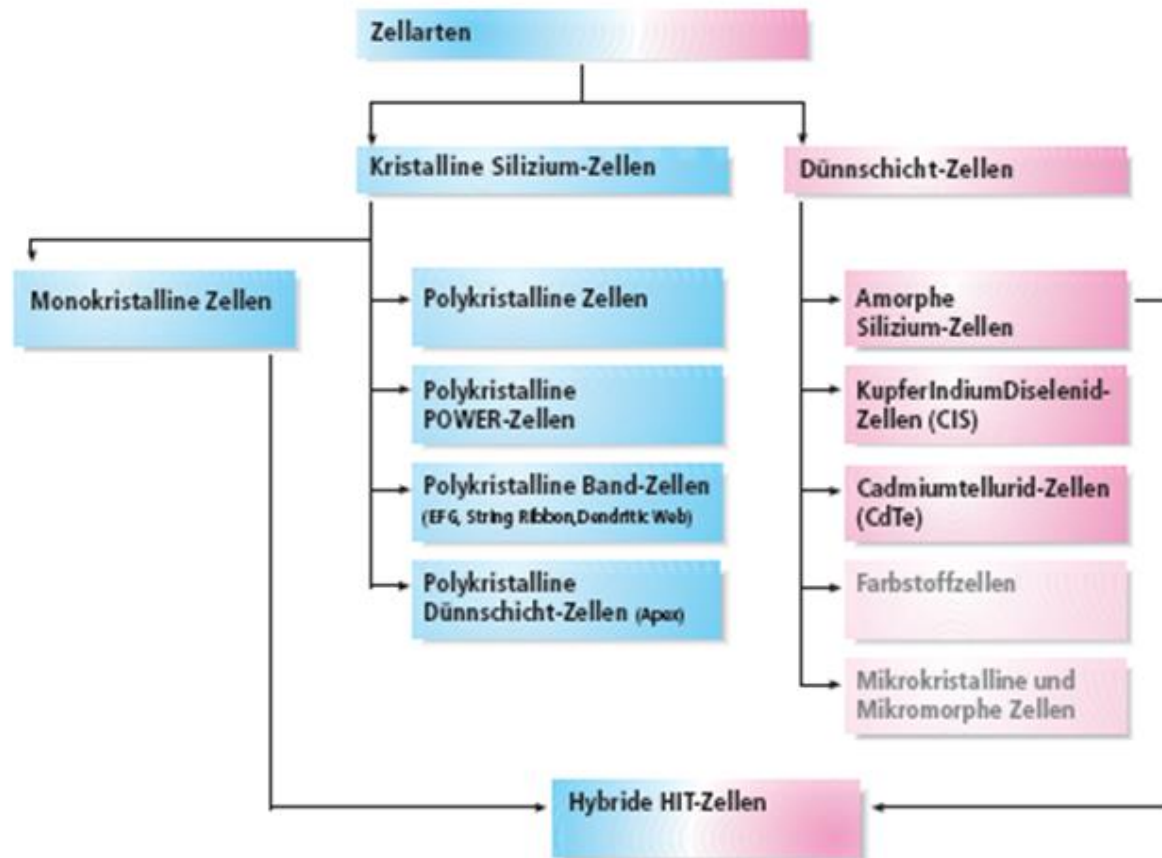 Zellarten
Kristalline Silizium-Zellen
Dünnschicht-Zellen
Monokristalline Zellen
Polykristalline Zellen
Polykristalline
POWER-Zellen
Polykristalline Band-Zellen
(EFG, String Ribbon,Dendritic Web)
Polykristalline
Dünnschicht-Zellen (Apex)
Amorphe
Silizium-Zellen
KupferIndiumDiselenid-
Zellen (CIS)
Cadmiumtellurid-Zellen
(CdTe)
Farbstoffzellen
Mikrokristalline und
Mikromorphe Zellen
Hybride HIT-Zellen